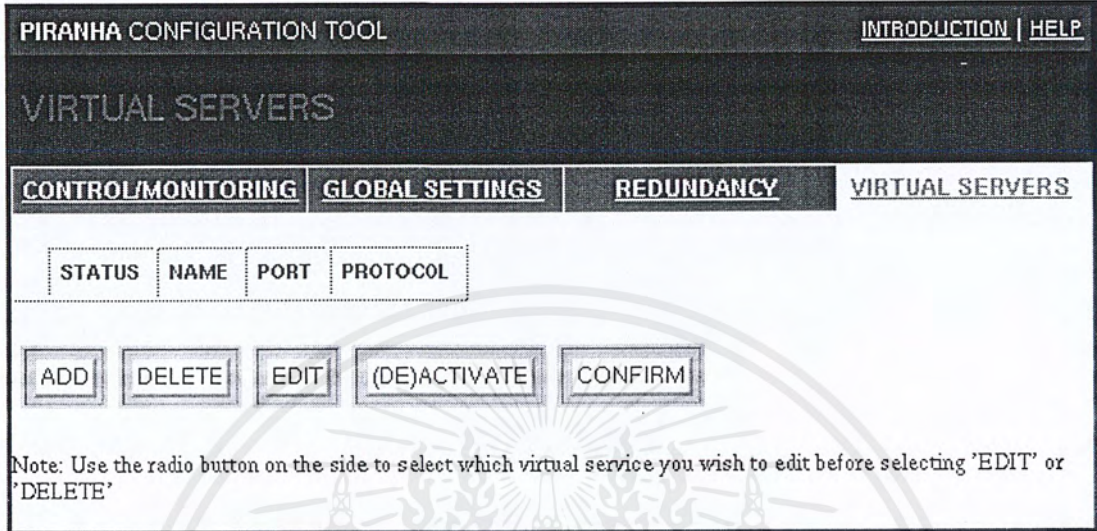 PIRANHA CONFIGURATION TOOL INTRODUCTION | HELP
VIRTUAL SERVERS
CONTROL/MONITORING GLOBAL SETTINGS REDUNDANCY VIRTUAL SERVERS
STATUS NAME PORT PROTOCOL
ADD DELETE EDIT (DE)ACTIVATE CONFIRM
Note: Use the radio button on the side to select which virtual service you wish to edit before selecting 'EDIT' or
'DELETE'